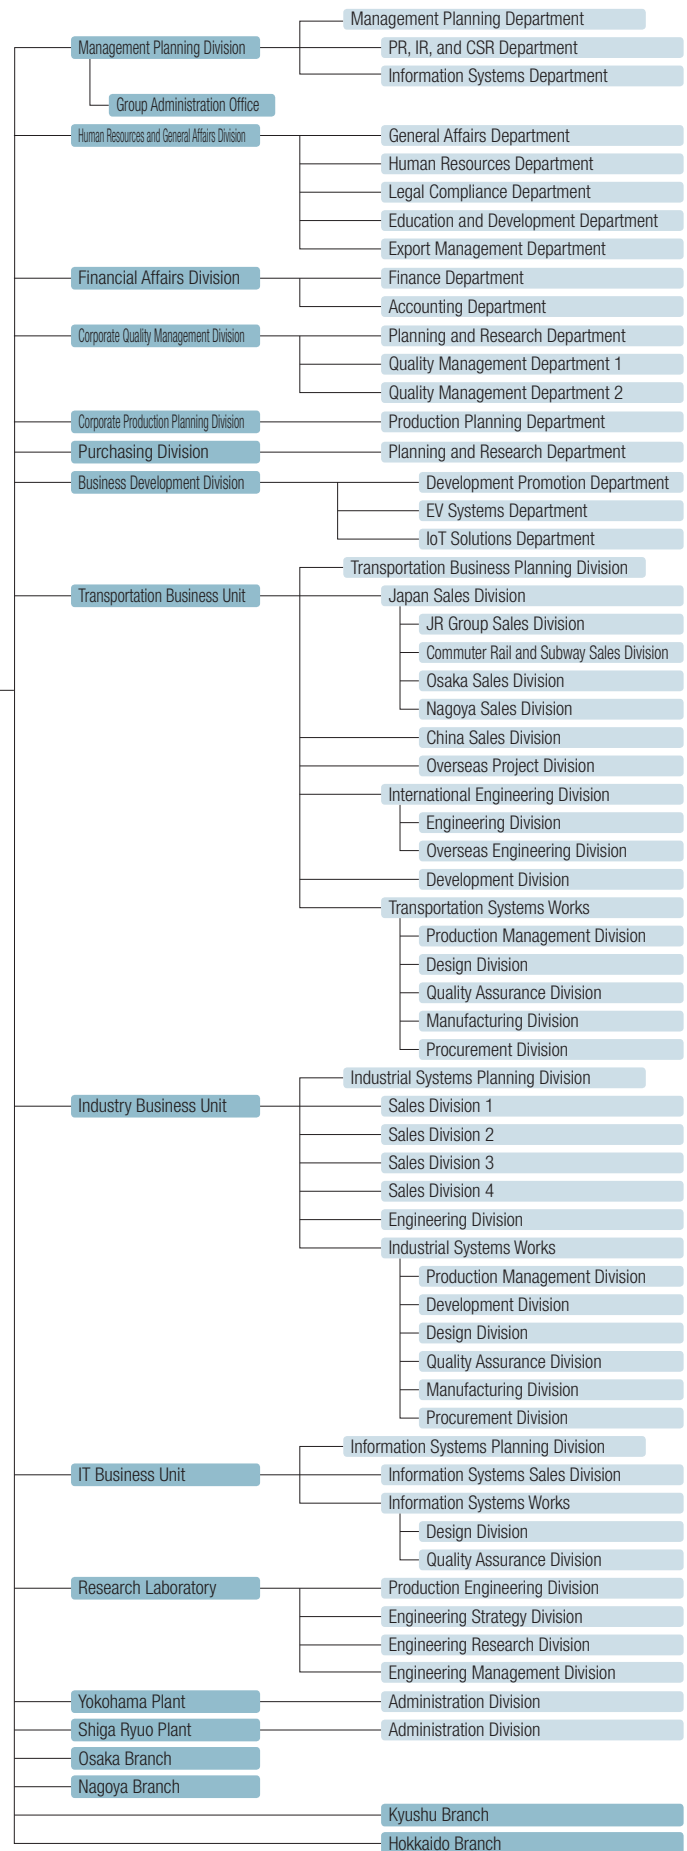 Management Planning Department
Management Planning Division
PR, IR, and CSR Department
Information Systems Department
Group Administration Office
Human Resources and General Affairs Division
General Affairs Department
Human Resources Department
Legal Compliance Department
Education and Development Department
Export Management Department
Financial Affairs Division
Finance Department
Accounting Department
Corporate Quality Management Division
Planning and Research Department
Quality Management Department 1
Quality Management Department 2
Corporate Production Planning Division
Production Planning Department
Purchasing Division
Planning and Research Department
Business Development Division
Development Promotion Department
EV Systems Department
IoT Solutions Department
Transportation Business Planning Division
Transportation Business Unit
Japan Sales Division
JR Group Sales Division
Commuter Rail and Subway Sales Division
Osaka Sales Division
Nagoya Sales Division
China Sales Division
Overseas Project Division
International Engineering Division
Engineering Division
Overseas Engineering Division
Development Division
Transportation Systems Works
Production Management Division
Design Division
Quality Assurance Division
Manufacturing Division
Procurement Division
Industrial Systems Planning Division
Industry Business Unit
Sales Division 1
Sales Division 2
Sales Division 3
Sales Division 4
Engineering Division
Industrial Systems Works
Production Management Division
Development Division
Design Division
Quality Assurance Division
Manufacturing Division
Procurement Division
Information Systems Planning Division
IT Business Unit
Information Systems Sales Division
Information Systems Works
Design Division
Quality Assurance Division
Research Laboratory
Production Engineering Division
Engineering Strategy Division
Engineering Research Division
Engineering Management Division
Yokohama Plant
Administration Division
Shiga Ryuo Plant
Administration Division
Osaka Branch
Nagoya Branch
Kyushu Branch
Hokkaido Branch